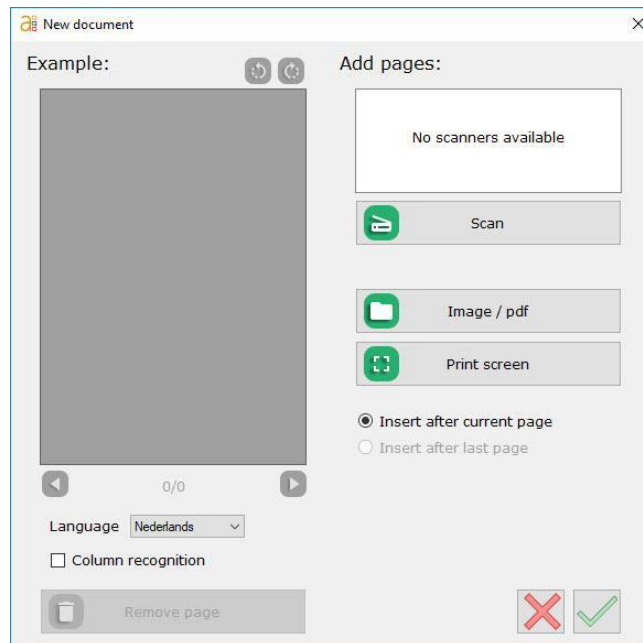 New document
Example:
Add pages:
No scanners available
Scan
Image / pdf
Print screen
Insert after current page
Insert after last page
0/0
Language Nederlands
Column recognition
Remove page